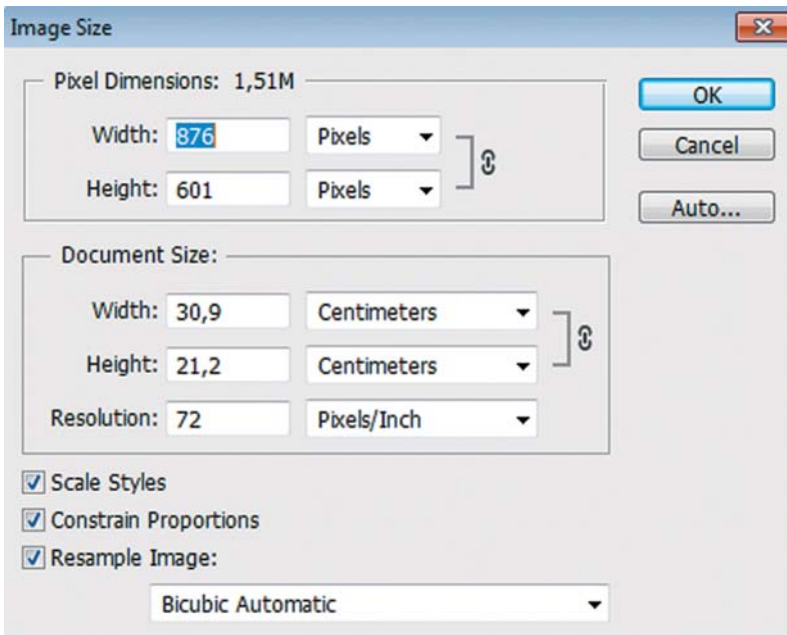 Image Size
Pixel Dimensions: 1,51M
OK
Width: 876 Pixels
Cancel
Height: 601 Pixels
Auto...
Document Size:
Width: 30,9 Centimeters
Height: 21,2 Centimeters
Resolution: 72 Pixels/Inch
Scale Styles
Constrain Proportions
Resample Image:
Bicubic Automatic